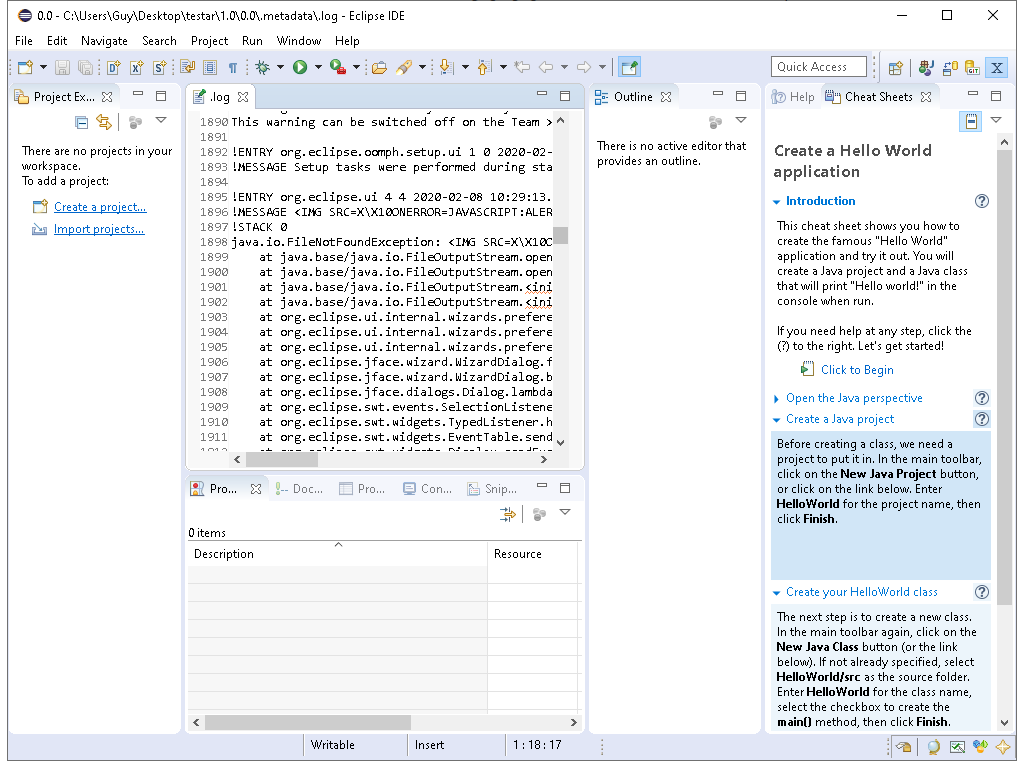 0.0 - C:\Users\Guy\Desktop\testar\1.0\0.0\.metadata\.log - Eclipse IDE
File Edit Navigate Search Project Run Window Help
Quick Access
Project Ex...
There are no projects in your
workspace.
To add a project:
Create a project...
Import projects...
.log
1890 This warning can be switched off on the Team >
1891
1892 !ENTRY org.eclipse.oomph.setup.ui 1 0 2020-02-
1893 !MESSAGE Setup tasks were performed during sta
1894
1895 !ENTRY org.eclipse.ui 4 4 2020-02-08 10:29:13.
1896 !MESSAGE <IMG SRC=X\X10ONERROR=JAVASCRIPT:ALER
1897 !STACK 0
1898 java.io.FileNotFoundException: <IMG SRC=X\X10O
1899 at java.base/java.io.FileOutputStream.open
1900 at java.base/java.io.FileOutputStream.open
1901 at java.base/java.io.FileOutputStream.<ini
1902 at java.base/java.io.FileOutputStream.<ini
1903 at org.eclipse.ui.internal.wizards.prefere
1904 at org.eclipse.ui.internal.wizards.prefere
1905 at org.eclipse.ui.internal.wizards.prefere
1906 at org.eclipse.jface.wizard.WizardDialog.f
1907 at org.eclipse.jface.wizard.WizardDialog.b
1908 at org.eclipse.jface.dialogs.Dialog.lambda
1909 at org.eclipse.swt.events.SelectionListene
1910 at org.eclipse.swt.widgets.TypedListener.h
1911 at org.eclipse.swt.widgets.EventTable.send
Pro... Doc... Pro... Con... Snip...
0 items
Description Resource
Outline
There is no active editor that
provides an outline.
Help Cheat Sheets
Create a Hello World
application
Introduction
This cheat sheet shows you how to
create the famous "Hello World"
application and try it out. You will
create a Java project and a Java class
that will print "Hello world!" in the
console when run.
If you need help at any step, click the
(?) to the right. Let's get started!
Click to Begin
Open the Java perspective
Create a Java project
Before creating a class, we need a
project to put it in. In the main toolbar,
click on the New Java Project button,
or click on the link below. Enter
HelloWorld for the project name, then
click Finish.
Create your HelloWorld class
The next step is to create a new class.
In the main toolbar again, click on the
New Java Class button (or the link
below). If not already specified, select
HelloWorld/src as the source folder.
Enter HelloWorld for the class name,
select the checkbox to create the
main() method, then click Finish.
Writable Insert 1 : 18 : 17